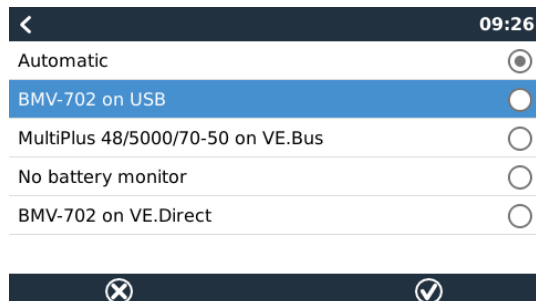 09:26
Automatic
BMV-702 on USB
MultiPlus 48/5000/70-50 on VE.Bus
No battery monitor
BMV-702 on VE.Direct